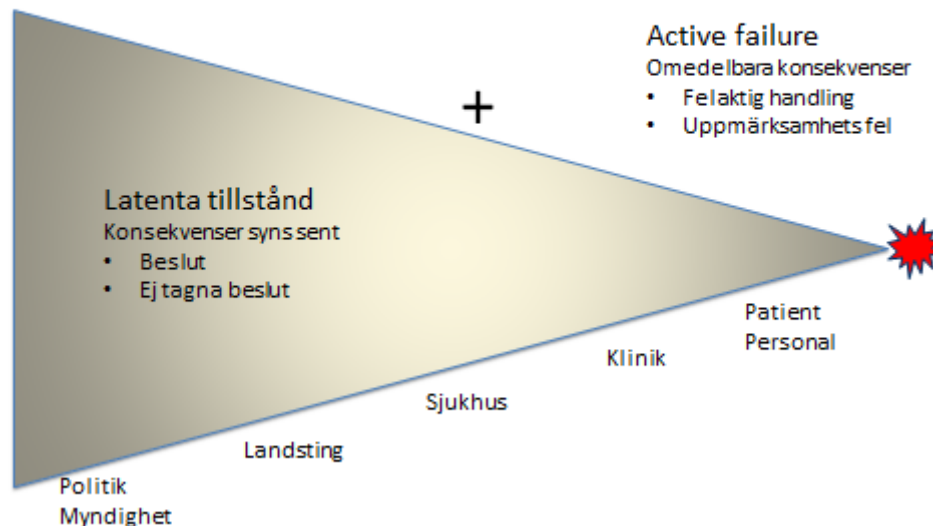 Active failure
Omedelbara konsekvenser
• Felaktig handling
• Uppmärksamhetsfel
+
Latenta tillstånd
Konsekvenser syns sent
• Beslut
• Ej tagna beslut
Patient
Personal
Klinik
Sjukhus
Landsting
Politik
Myndighet